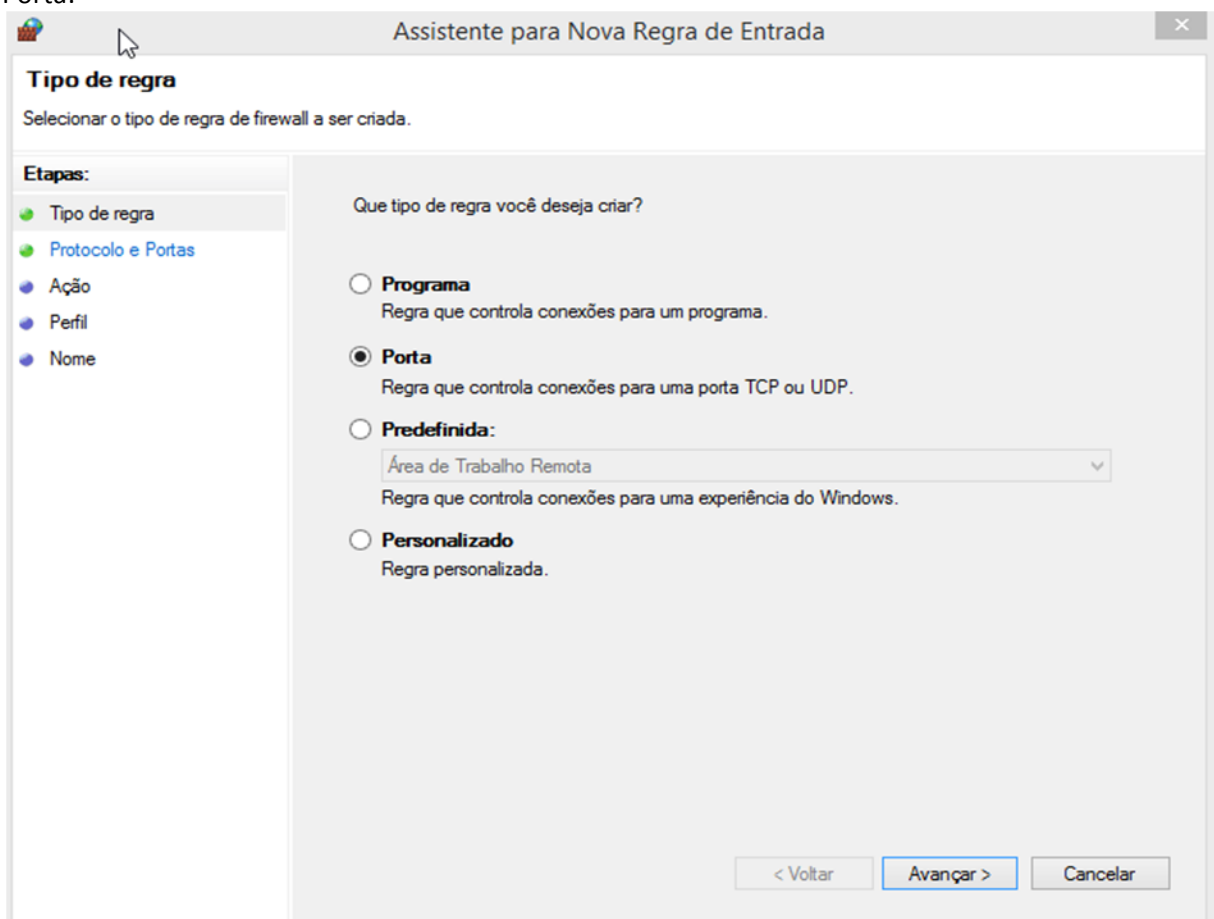 Porta.
Assistente para Nova Regra de Entrada
Tipo de regra
Selecionar o tipo de regra de firewall a ser criada.
Etapas:
Tipo de regra
Protocolo e Portas
Ação
Perfil
Nome
Que tipo de regra você deseja criar?
Programa
Regra que controla conexões para um programa.
Porta
Regra que controla conexões para uma porta TCP ou UDP.
Predefinida:
Área de Trabalho Remota
Regra que controla conexões para uma experiência do Windows.
Personalizado
Regra personalizada.
< Voltar
Avançar >
Cancelar